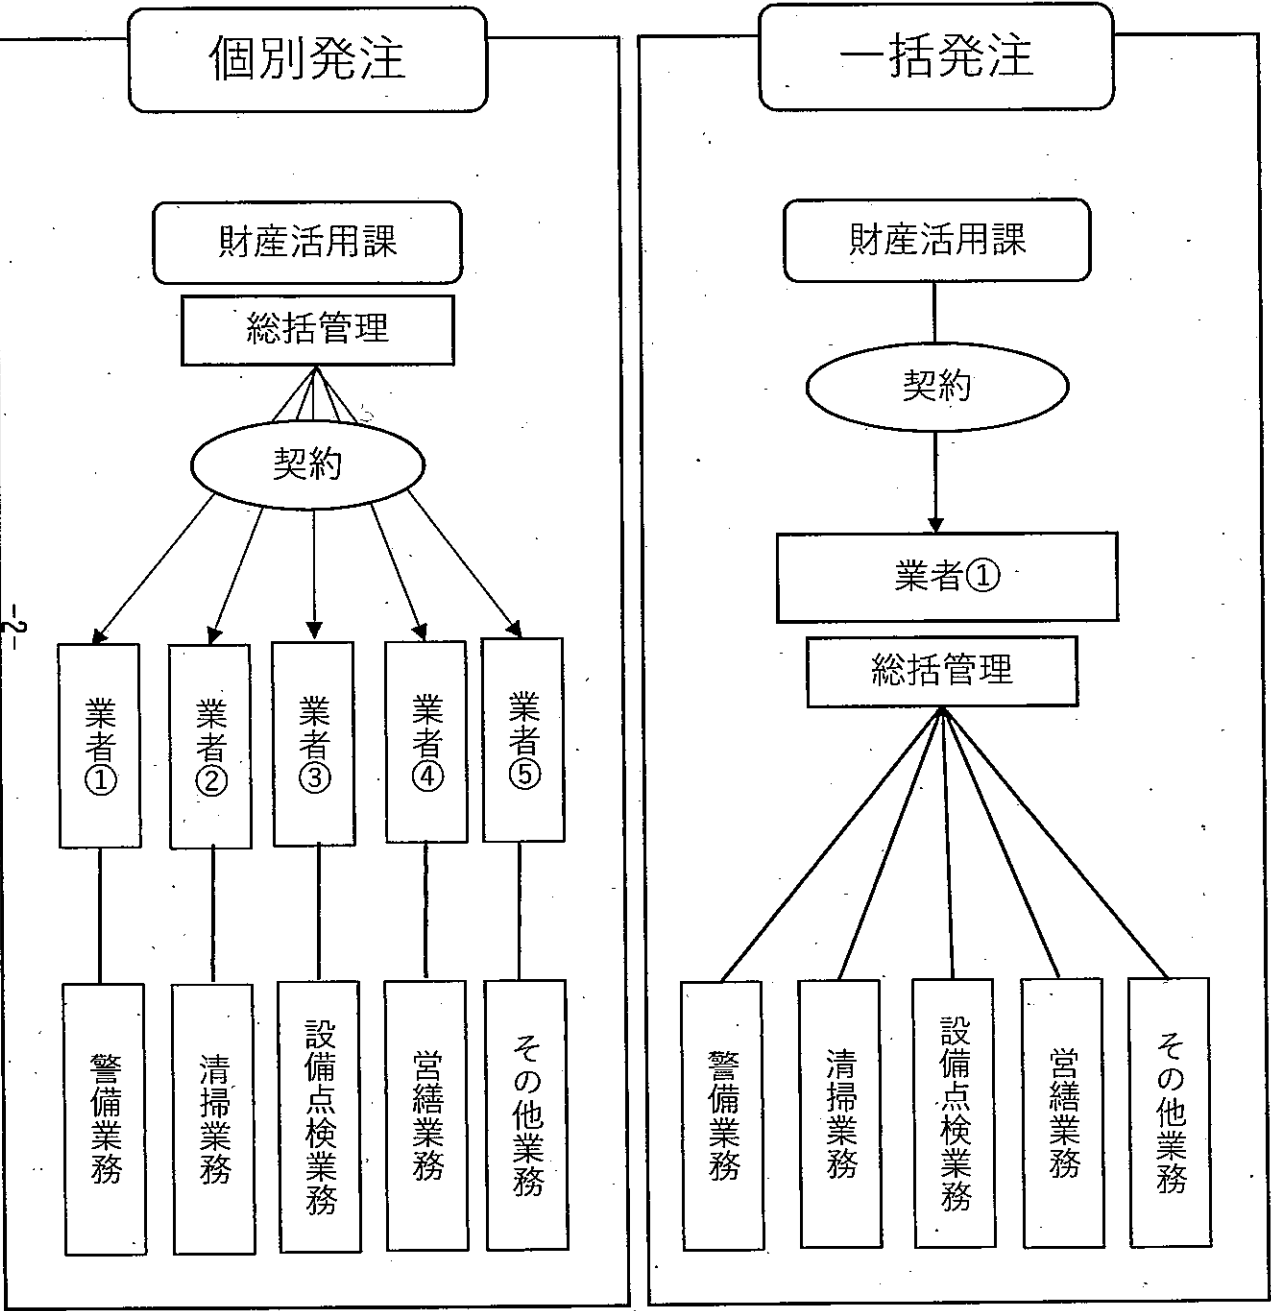 個別発注
財産活用課
総括管理
契約
業者①
業者②
業者③
業者④
業者⑤
警備業務
清掃業務
設備点検業務
営繕業務
その他業務
一括発注
財産活用課
契約
業者①
総括管理
警備業務
清掃業務
設備点検業務
営繕業務
その他業務
-2-